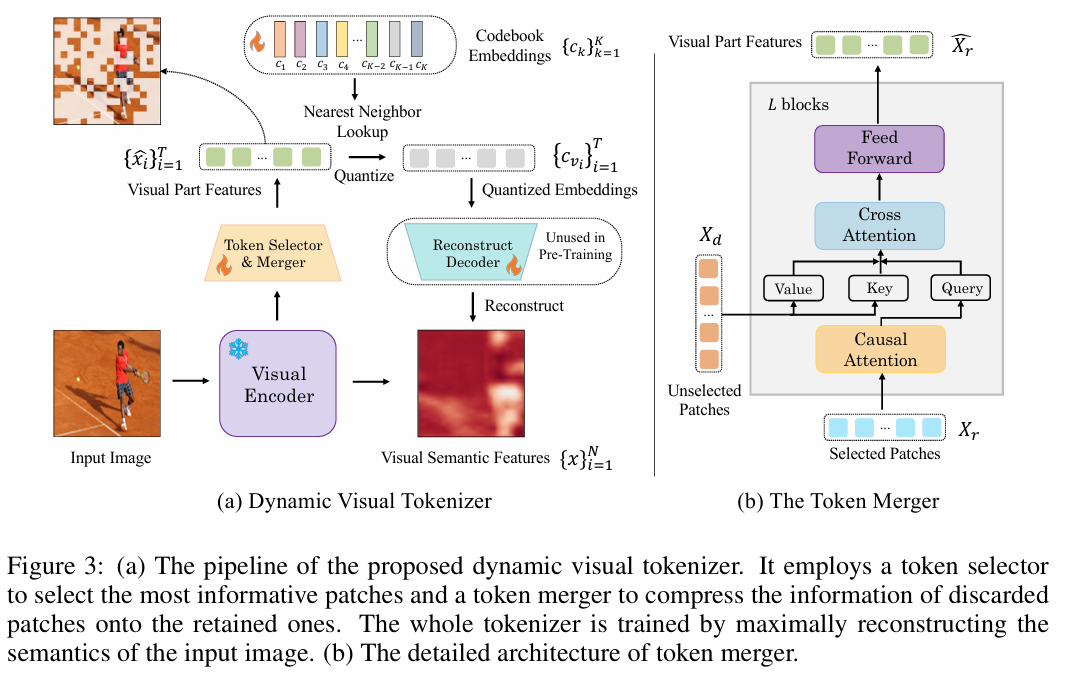 Codebook
Embeddings {c_k}_{k=1}^{K}
c_1 c_2 c_3 c_4 ... c_{K-2} c_{K-1} c_K
Nearest Neighbor
Lookup
{x̂_i}_{i=1}^{T}
...
Quantize
...
{c_{v_i}}_{i=1}^{T}
Visual Part Features
Quantized Embeddings
Token Selector
& Merger
Reconstruct
Decoder
Unused in
Pre-Training
Reconstruct
Visual
Encoder
Input Image
Visual Semantic Features {x}_{i=1}^{N}
(a) Dynamic Visual Tokenizer
Visual Part Features ... X̂_r
L blocks
Feed
Forward
Cross
Attention
X_d
Value
Key
Query
...
Causal
Attention
Unselected
Patches
... X_r
Selected Patches
(b) The Token Merger
Figure 3: (a) The pipeline of the proposed dynamic visual tokenizer. It employs a token selector
to select the most informative patches and a token merger to compress the information of discarded
patches onto the retained ones. The whole tokenizer is trained by maximally reconstructing the
semantics of the input image. (b) The detailed architecture of token merger.